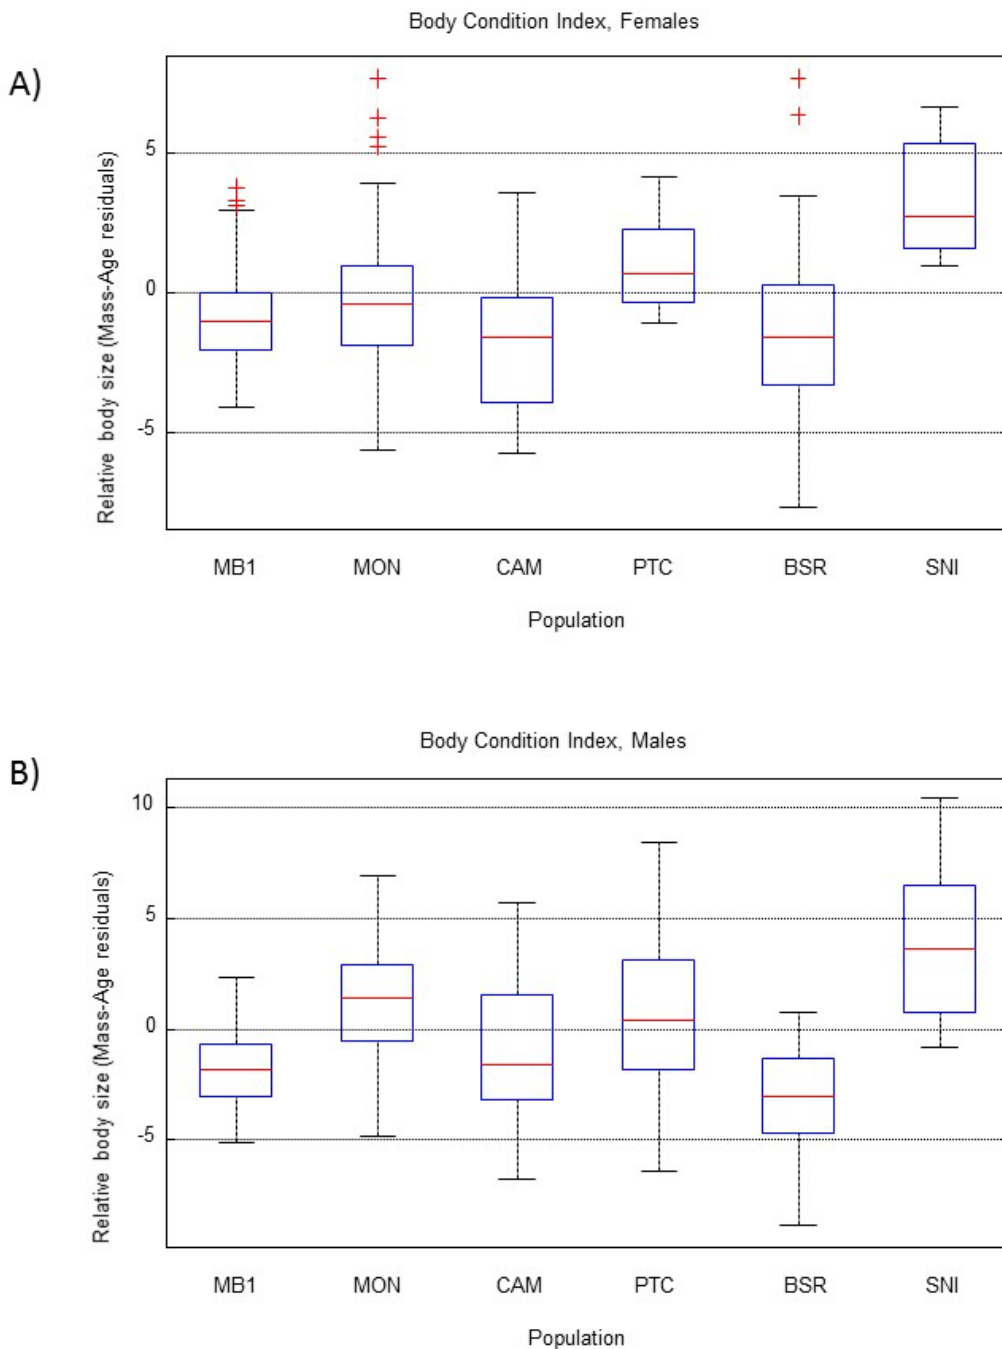 Body Condition Index, Females
A)
Relative body size (Mass-Age residuals)
5
0
-5
MB1 MON CAM PTC BSR SNI
Population
Body Condition Index, Males
B)
Relative body size (Mass-Age residuals)
10
5
0
-5
MB1 MON CAM PTC BSR SNI
Population